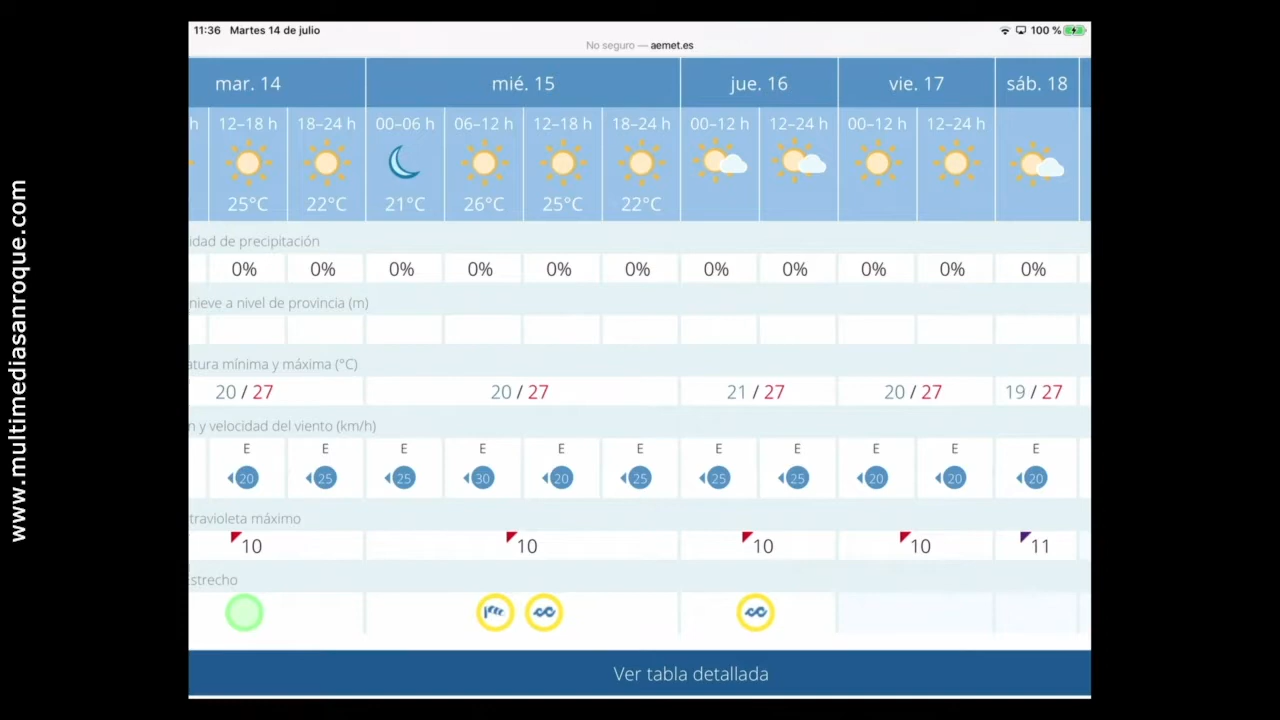 www.multimediasanroque.com
11:36 Martes 14 de julio
100 %
No seguro — aemet.es
mar. 14 mié. 15 jue. 16 vie. 17 sáb. 18
h 12–18 h 18–24 h 00–06 h 06–12 h 12–18 h 18–24 h 00–12 h 12–24 h 00–12 h 12–24 h
25°C 22°C 21°C 26°C 25°C 22°C
idad de precipitación
0% 0% 0% 0% 0% 0% 0% 0% 0% 0% 0%
nieve a nivel de provincia (m)
atura mínima y máxima (°C)
20 / 27 20 / 27 21 / 27 20 / 27 19 / 27
n y velocidad del viento (km/h)
E E E E E E E E E E E
20 25 25 30 20 25 25 25 20 20 20
travioleta máximo
10 10 10 10 11
strecho
Ver tabla detallada